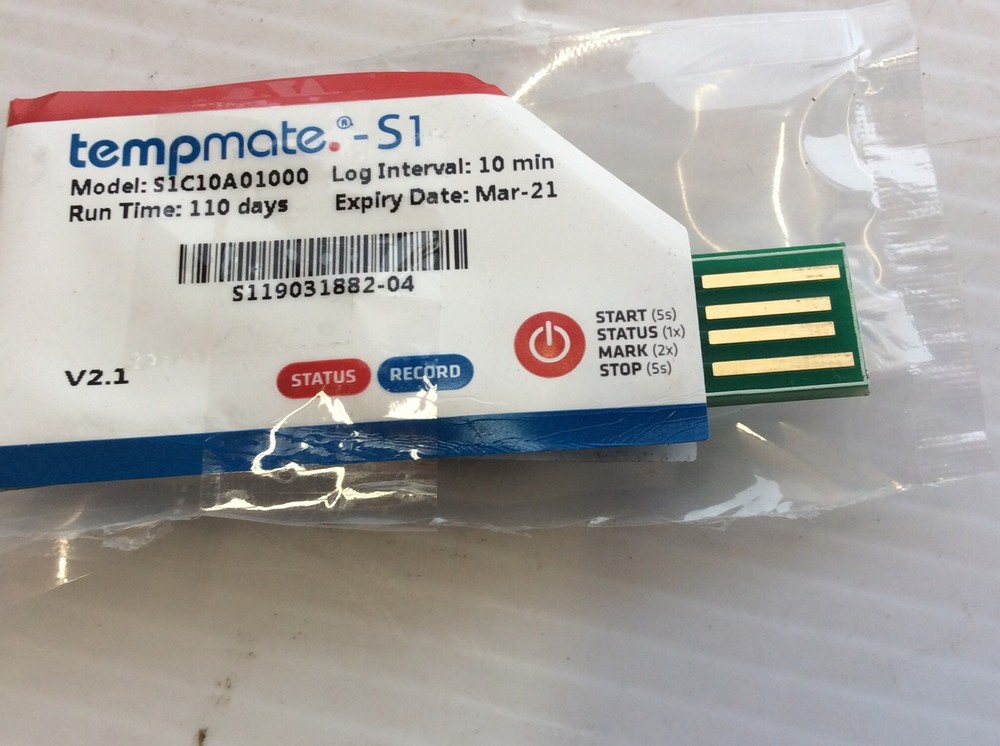 tempmate.®-S1
Model: S1C10A01000 Log Interval: 10 min
Run Time: 110 days Expiry Date: Mar-21
S119031882-04
START (5s)
STATUS (1x)
MARK (2x)
STOP (5s)
V2.1
STATUS RECORD